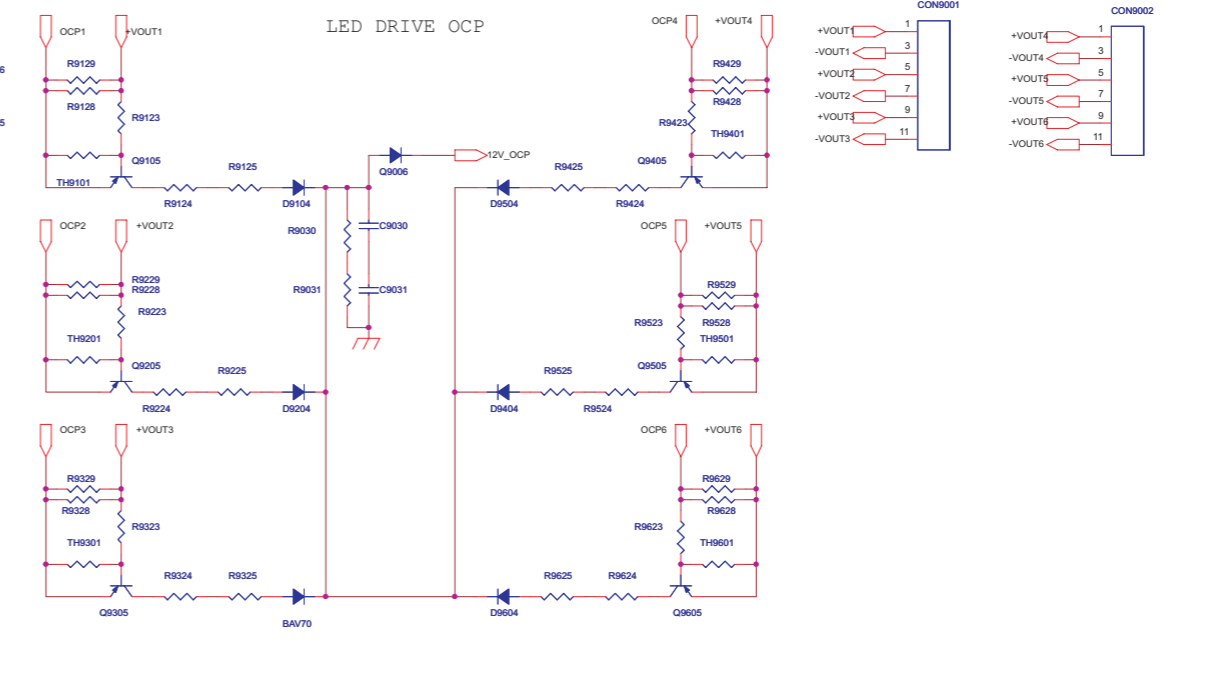 LED DRIVE OCP
OCP1
+VOUT1
6
R9129
R9128
5
R9123
Q9105
TH9101
R9125
R9124
D9104
Q9006
12V_OCP
R9030
C9030
R9031
C9031
OCP2
+VOUT2
R9229
R9228
R9223
TH9201
Q9205
R9225
R9224
D9204
OCP3
+VOUT3
R9329
R9328
R9323
TH9301
Q9305
R9324
R9325
BAV70
OCP4
+VOUT4
R9429
R9428
R9423
TH9401
Q9405
R9425
R9424
D9504
OCP5
+VOUT5
R9529
R9528
R9523
TH9501
Q9505
R9525
R9524
D9404
OCP6
+VOUT6
R9629
R9628
R9623
TH9601
R9625
R9624
Q9605
D9604
CON9001
+VOUT1 1
-VOUT1 3
+VOUT2 5
-VOUT2 7
+VOUT3 9
-VOUT3 11
CON9002
+VOUT4 1
-VOUT4 3
+VOUT5 5
-VOUT5 7
+VOUT6 9
-VOUT6 11